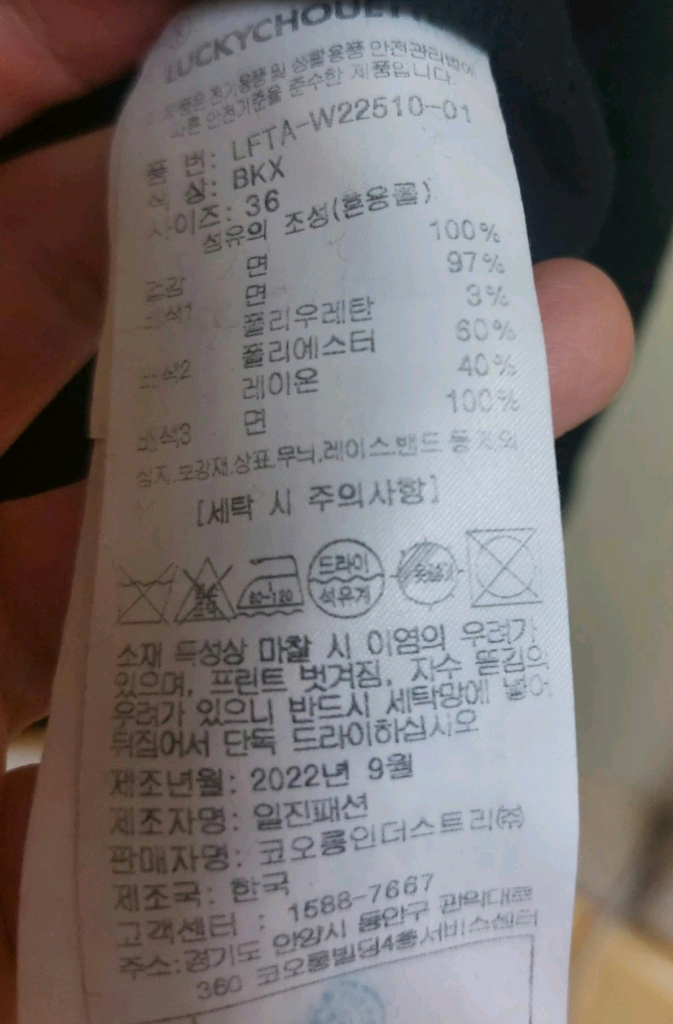 LUCKYCHOUETTE
전기용품 및 생활용품 안전관리법에
따른 안전기준을 준수한 제품입니다.
품 번: LFTA-W22510-01
색 상: BKX
사이즈: 36
섬유의 조성(혼용률)
겉감 면 100%
배색1 면 97%
폴리우레탄 3%
배색2 폴리에스터 60%
레이온 40%
배색3 면 100%
심지.보강재.상표.무늬.레이스.밴드 등 제외
[세탁 시 주의사항]
80~120
드라이
석유계
옷걸이
소재 특성상 마찰 시 이염의 우려가
있으며, 프린트 벗겨짐, 자수 뜯김의
우려가 있으니 반드시 세탁망에 넣어
뒤집어서 단독 드라이하십시오
제조년월: 2022년 9월
제조자명: 일진패션
판매자명: 코오롱인더스트리㈜
제조국: 한국
고객센터 : 1588-7667
주소:경기도 안양시 동안구 관악대로
360 코오롱빌딩4층서비스센터